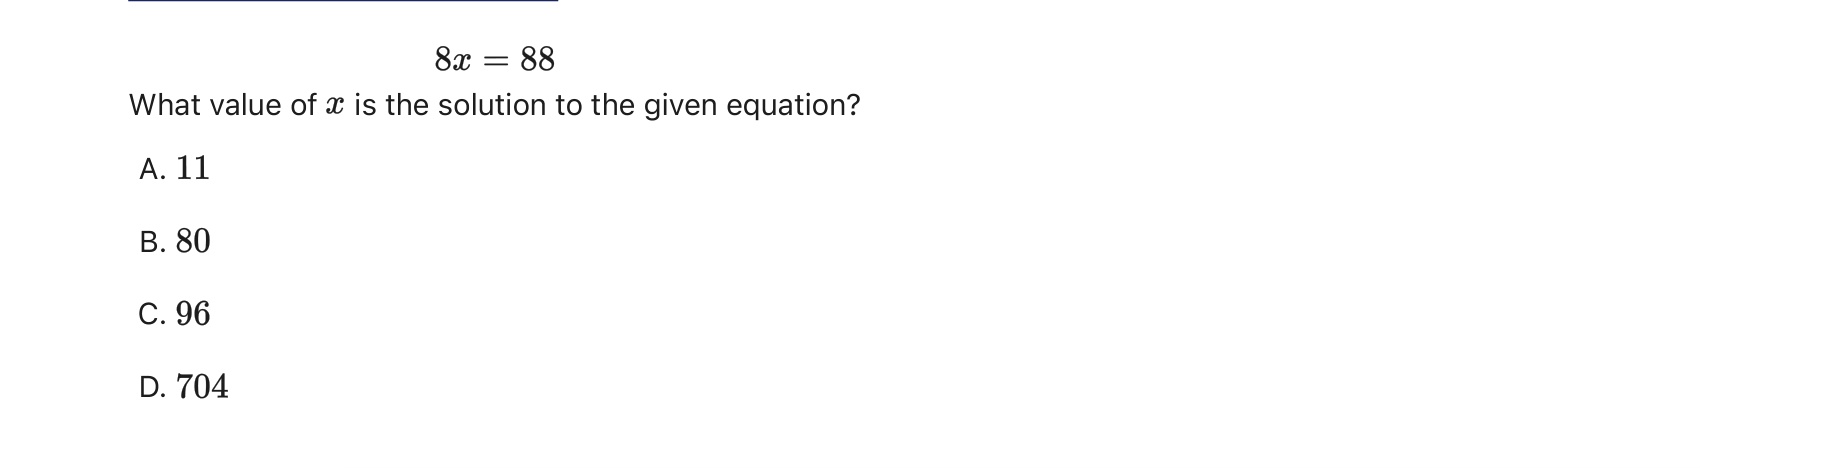 8x = 88
What value of x is the solution to the given equation?
A. 11
B. 80
C. 96
D. 704